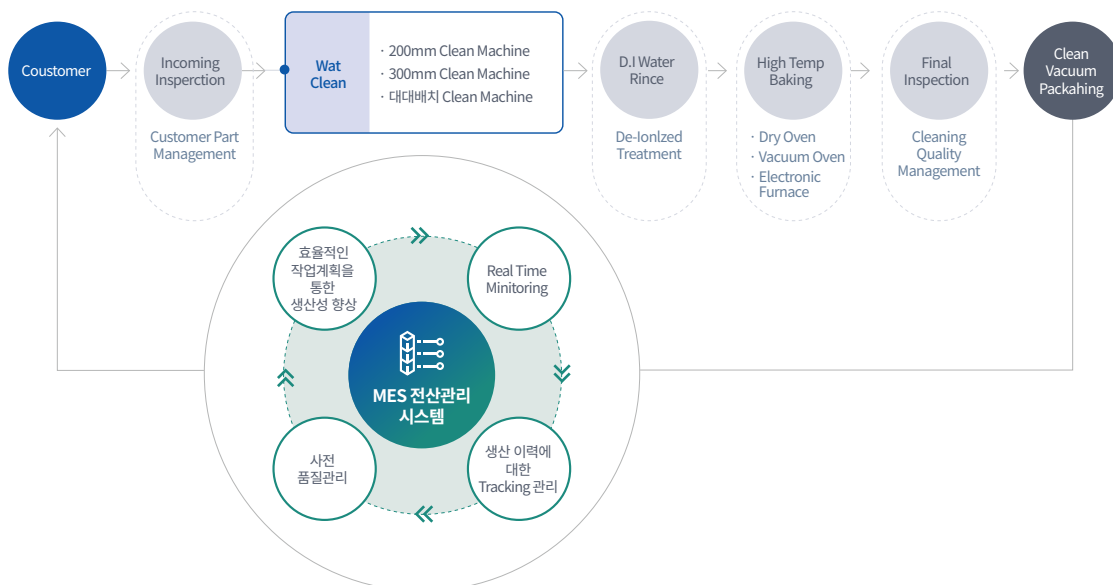 Coustomer
Incoming
Insperction
Customer Part
Management
Wat
Clean
· 200mm Clean Machine
· 300mm Clean Machine
· 대대배치 Clean Machine
D.I Water
Rince
De-Ionlzed
Treatment
High Temp
Baking
· Dry Oven
· Vacuum Oven
· Electronic
Furnace
Final
Inspection
Cleaning
Quality
Management
Clean
Vacuum
Packahing
효율적인
작업계획을
통한
생산성 향상
Real Time
Minitoring
MES 전산관리
시스템
사전
품질관리
생산 이력에
대한
Tracking 관리